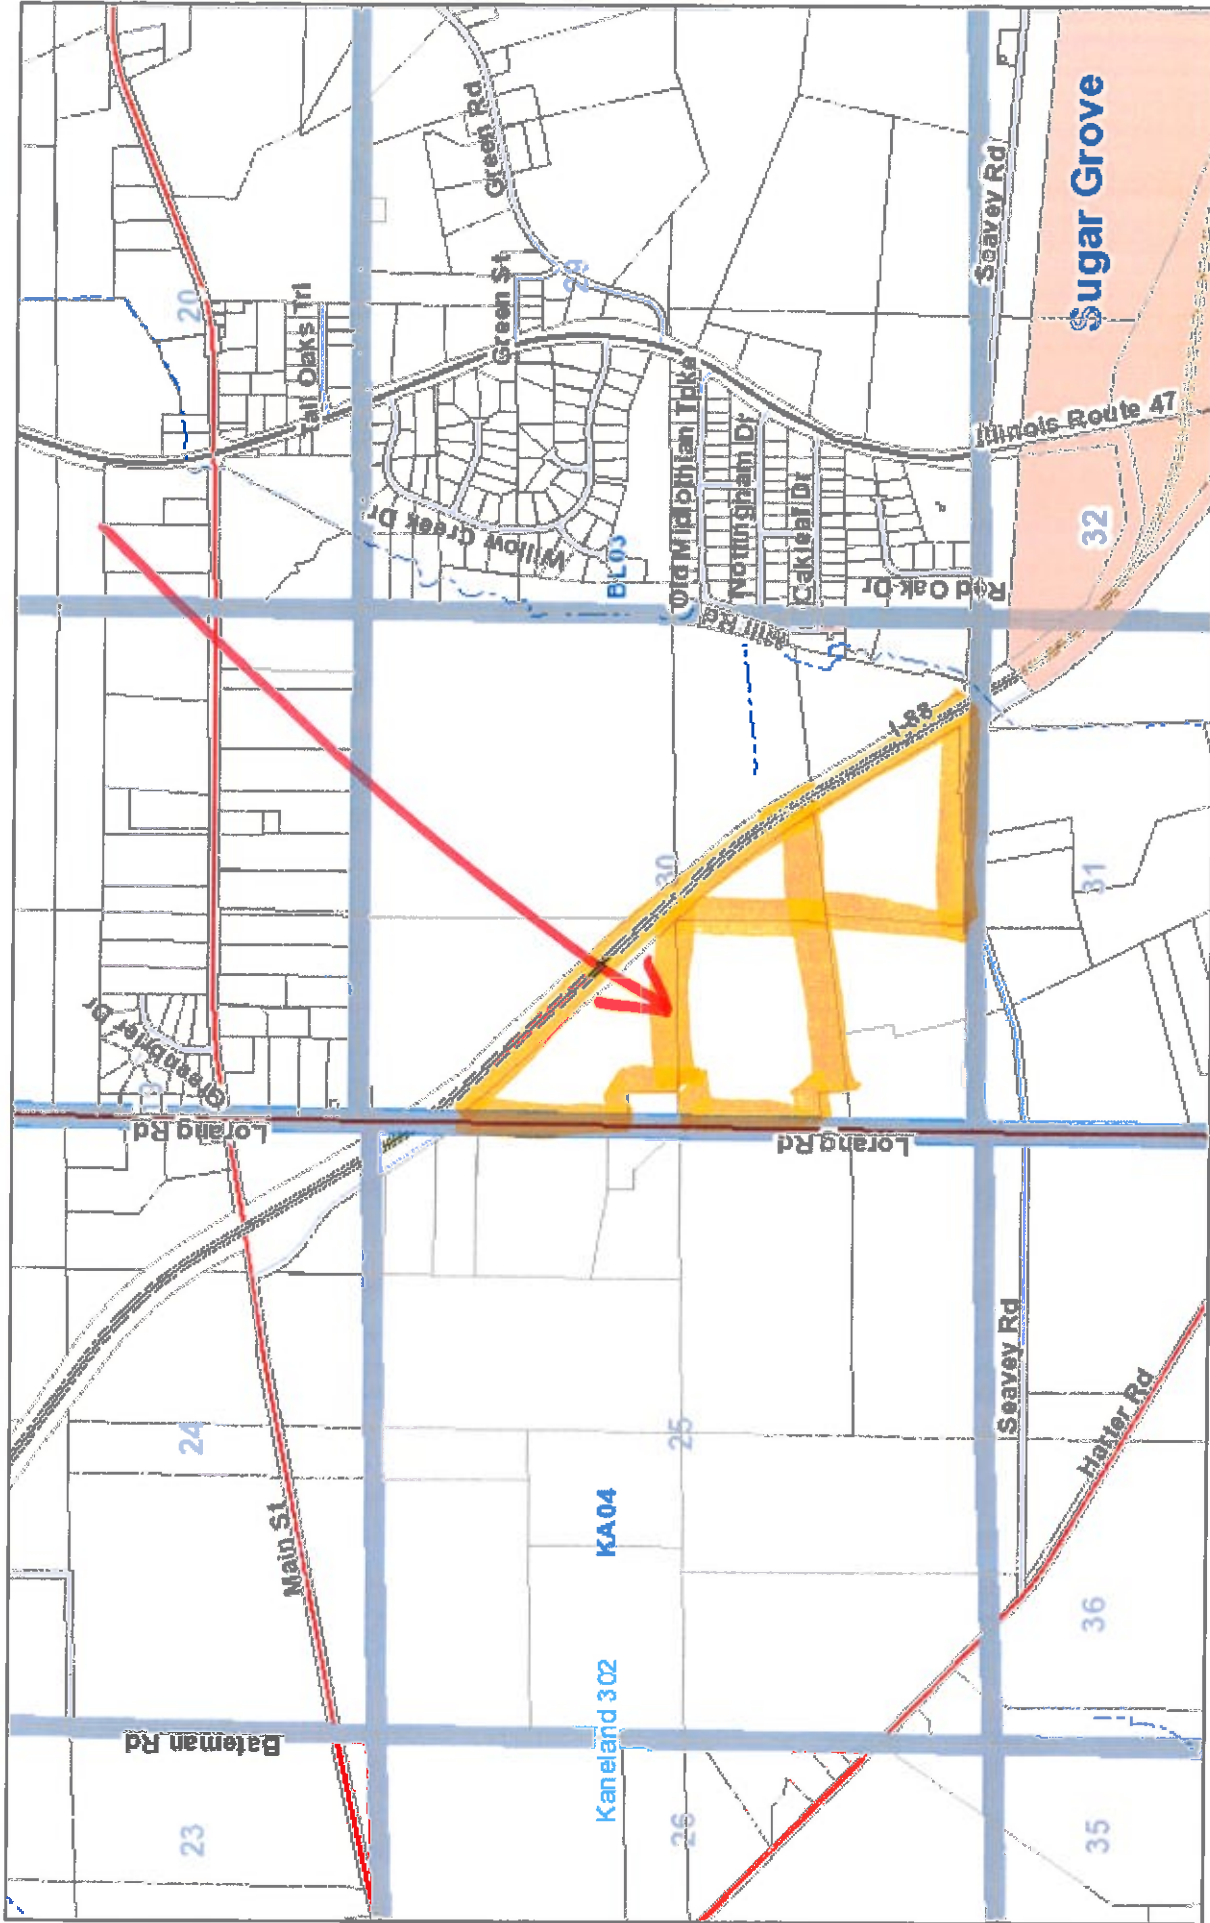 Green Rd
Seavey Rd
Sugar Grove
20
Tall Oaks Trl
Green St
29
Illinois Route 47
32
Willow Creek Dr
BL03
Old Midlothian Tpke
Nottingham Dr
Oakleaf Dr
Red Oak Dr
Mill Rd
I-88
30
31
Greenbrier Dr
Lorang Rd
Lorang Rd
24
Main St
25
KA04
Seavey Rd
Harter Rd
36
Kaneland 302
Bateman Rd
23
26
35